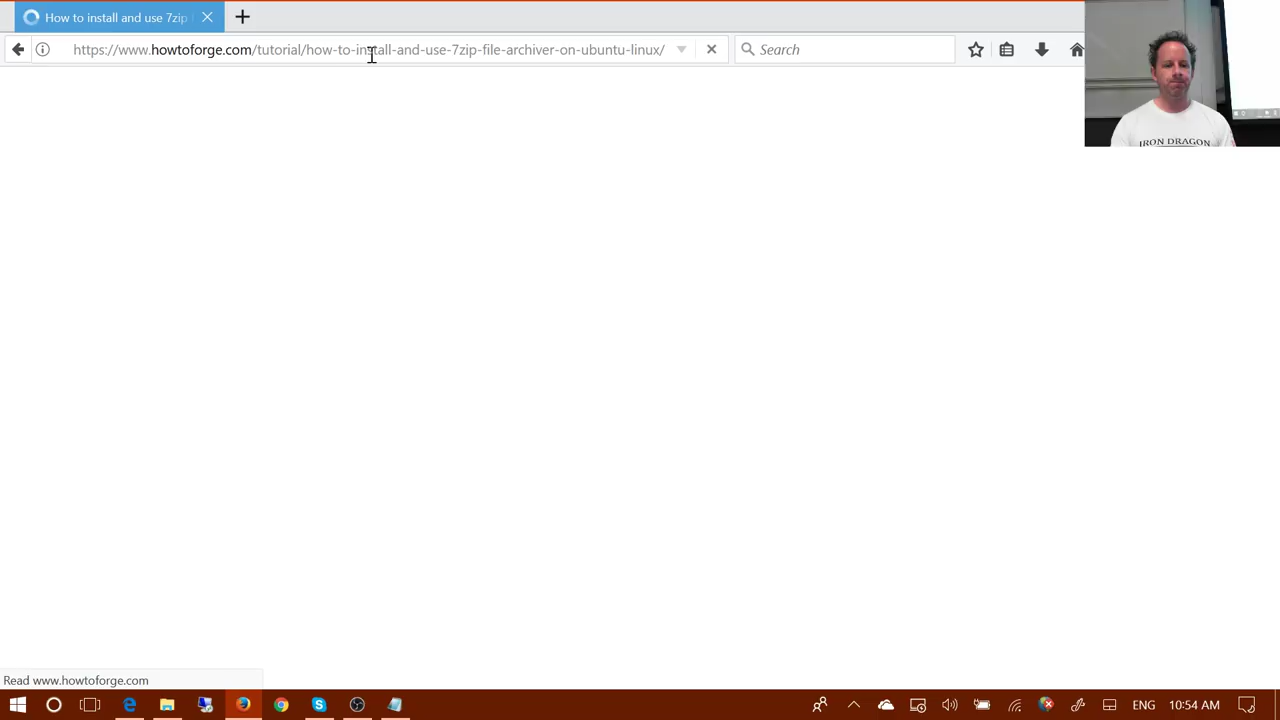 How to install and use 7zip
https://www.howtoforge.com/tutorial/how-to-install-and-use-7zip-file-archiver-on-ubuntu-linux/
Search
IRON DRAGON
Read www.howtoforge.com
ENG
10:54 AM